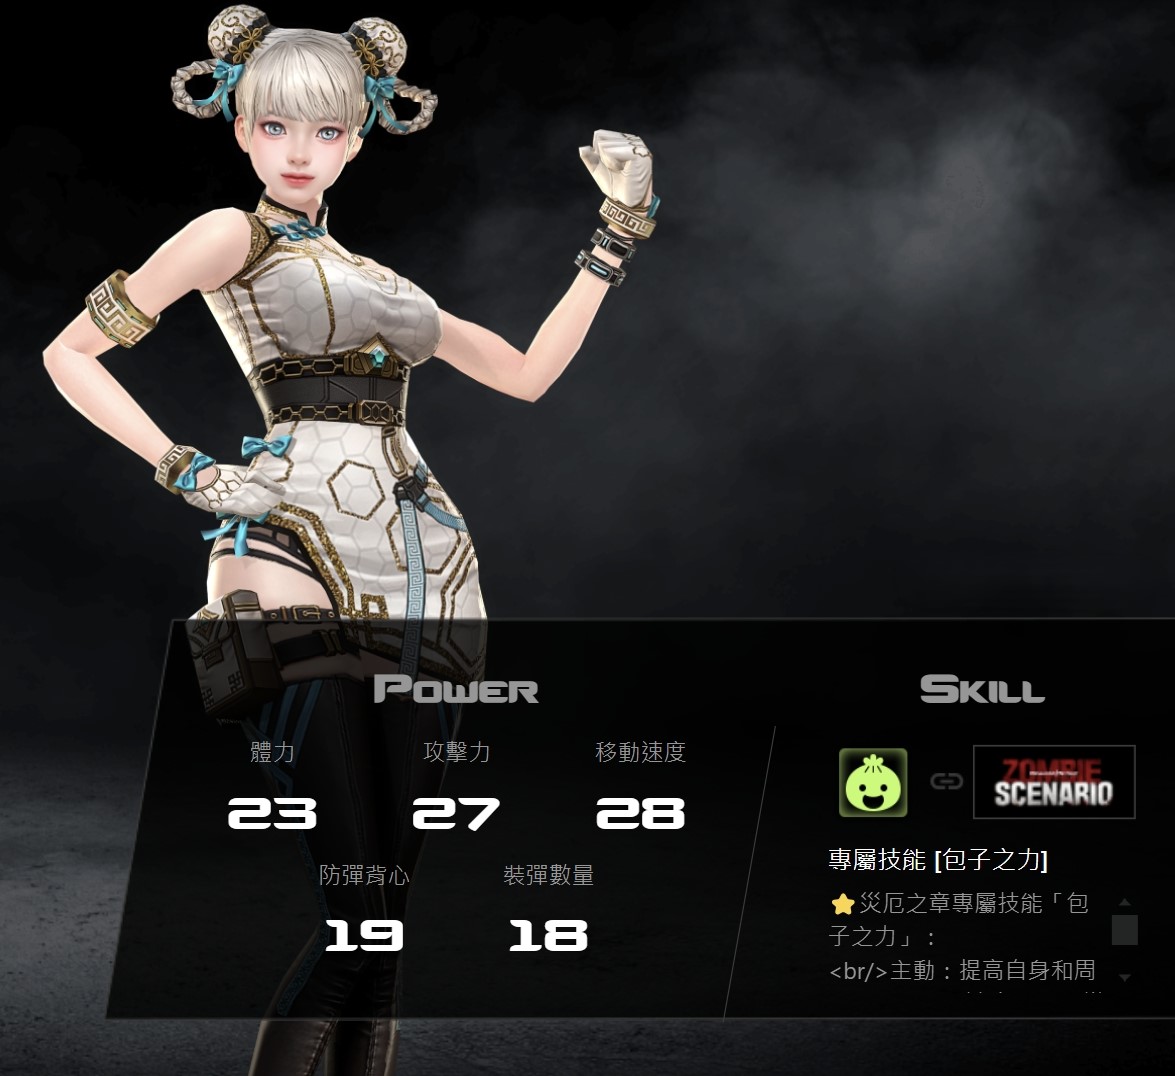 POWER
體力
攻擊力
移動速度
23
27
28
防彈背心
裝彈數量
19
18
SKILL
ZOMBIE
SCENARIO
專屬技能 [包子之力]
⭐災厄之章專屬技能「包
子之力」：
<br/>主動：提高自身和周